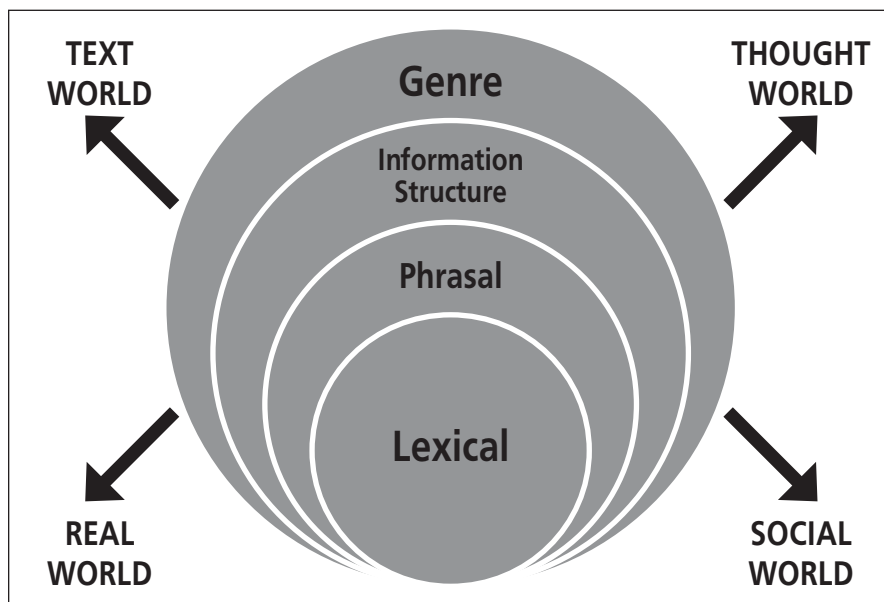 TEXT
WORLD
THOUGHT
WORLD
Genre
Information
Structure
Phrasal
Lexical
REAL
WORLD
SOCIAL
WORLD